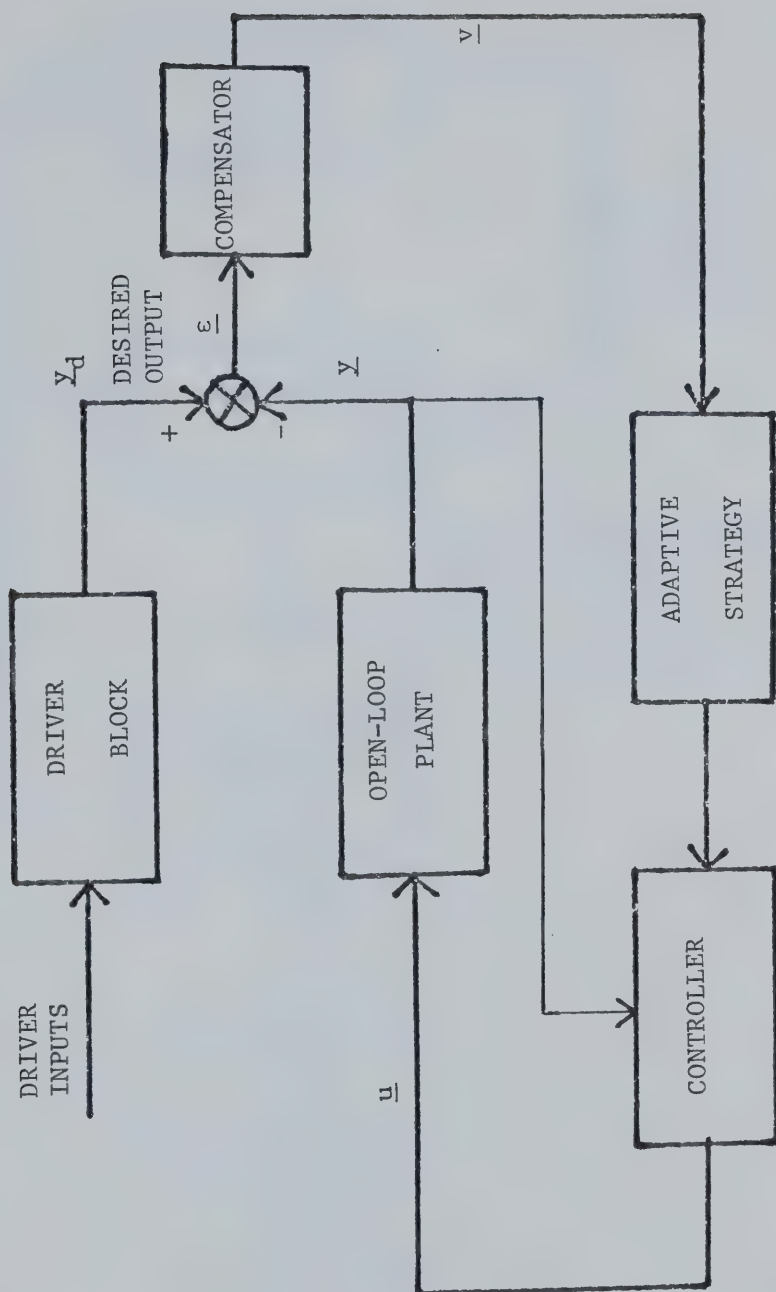 DRIVER
INPUTS
DRIVER
BLOCK
y_d
DESIRED
OUTPUT
+
-
ε
COMPENSATOR
v
OPEN-LOOP
PLANT
y
u
CONTROLLER
ADAPTIVE
STRATEGY